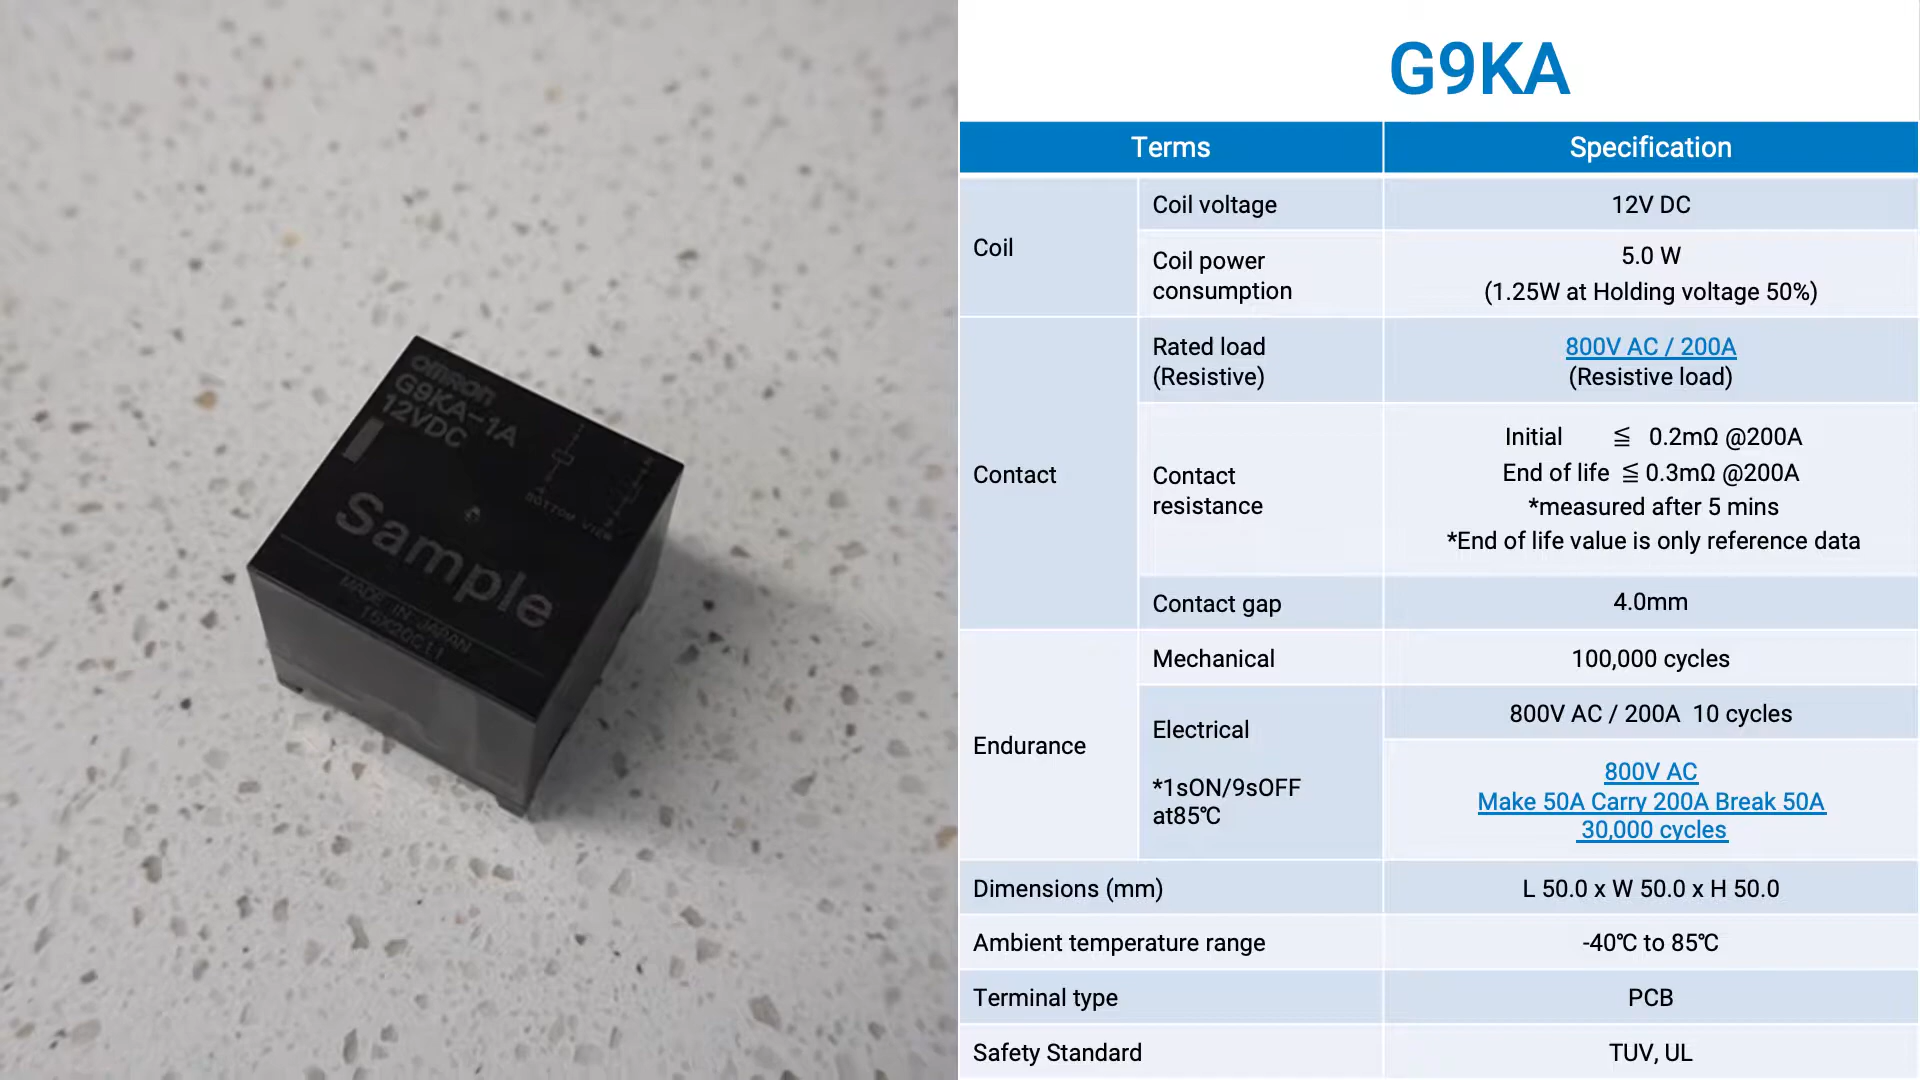 OMRON
G9KA-1A
12VDC
BOTTOM VIEW
Sample
MADE IN JAPAN
G9KA
Terms Specification
Coil
Coil voltage
12V DC
Coil power
consumption
5.0 W
(1.25W at Holding voltage 50%)
Contact
Rated load
(Resistive)
800V AC / 200A
(Resistive load)
Contact
resistance
Initial ≦ 0.2mΩ @200A
End of life ≦ 0.3mΩ @200A
*measured after 5 mins
*End of life value is only reference data
Contact gap
4.0mm
Endurance
Mechanical
100,000 cycles
Electrical
*1sON/9sOFF
at85℃
800V AC / 200A 10 cycles
800V AC
Make 50A Carry 200A Break 50A
30,000 cycles
Dimensions (mm)
L 50.0 x W 50.0 x H 50.0
Ambient temperature range
-40℃ to 85℃
Terminal type
PCB
Safety Standard
TUV, UL